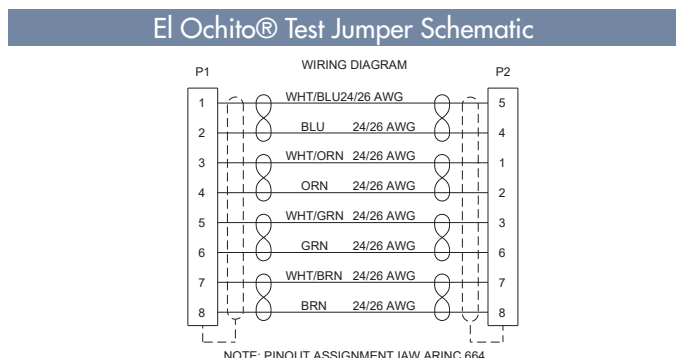 El Ochito® Test Jumper Schematic
WIRING DIAGRAM
P1 P2
1 WHT/BLU24/26 AWG 5
2 BLU 24/26 AWG 4
3 WHT/ORN 24/26 AWG 1
4 ORN 24/26 AWG 2
5 WHT/GRN 24/26 AWG 3
6 GRN 24/26 AWG 6
7 WHT/BRN 24/26 AWG 7
8 BRN 24/26 AWG 8
NOTE: PINOUT ASSIGNMENT IAW ARINC 664